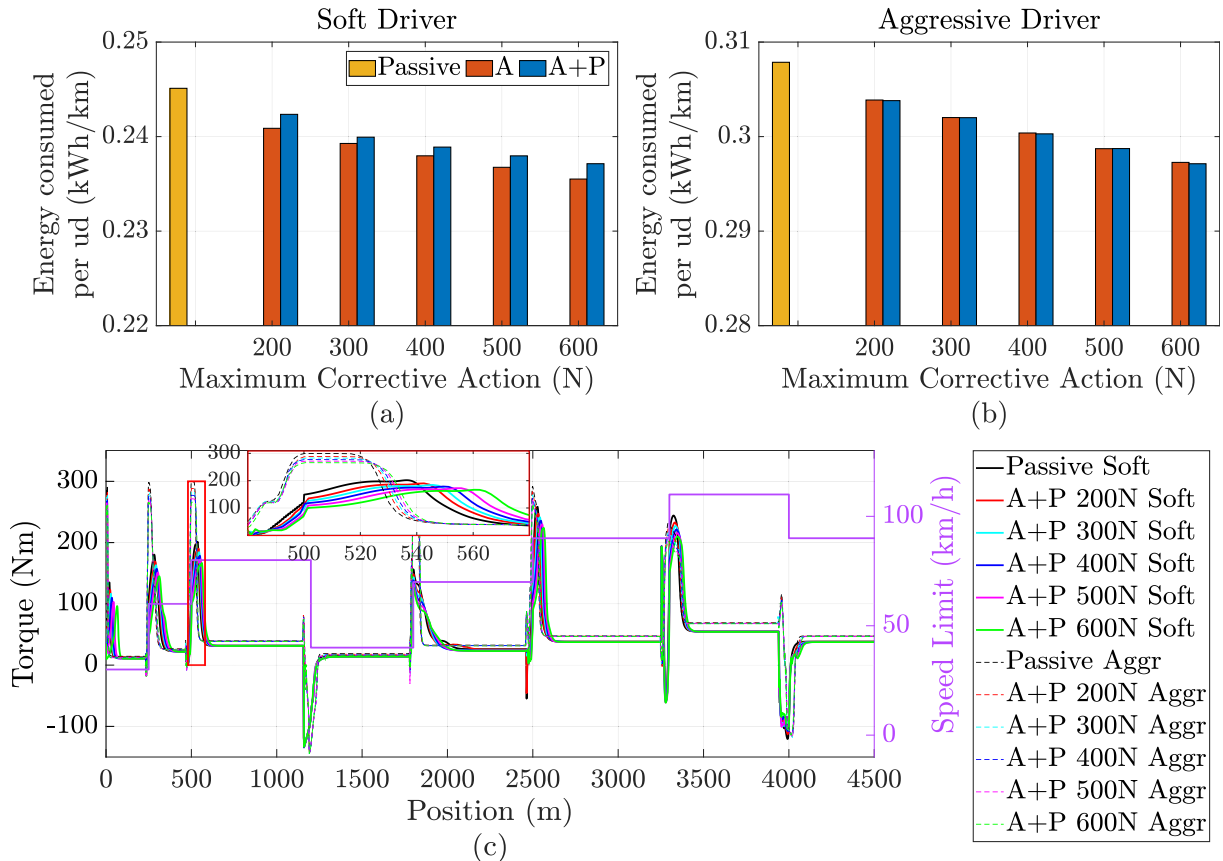 Soft Driver
Energy consumed
per ud (kWh/km)
0.25
0.24
0.23
0.22
Passive A A+P
200 300 400 500 600
Maximum Corrective Action (N)
(a)
Aggressive Driver
Energy consumed
per ud (kWh/km)
0.31
0.3
0.29
0.28
200 300 400 500 600
Maximum Corrective Action (N)
(b)
Torque (Nm)
300
200
100
0
-100
300
200
100
500 520 540 560
100
50
0
Speed Limit (km/h)
0 500 1000 1500 2000 2500 3000 3500 4000 4500
Position (m)
(c)
Passive Soft
A+P 200N Soft
A+P 300N Soft
A+P 400N Soft
A+P 500N Soft
A+P 600N Soft
Passive Aggr
A+P 200N Aggr
A+P 300N Aggr
A+P 400N Aggr
A+P 500N Aggr
A+P 600N Aggr